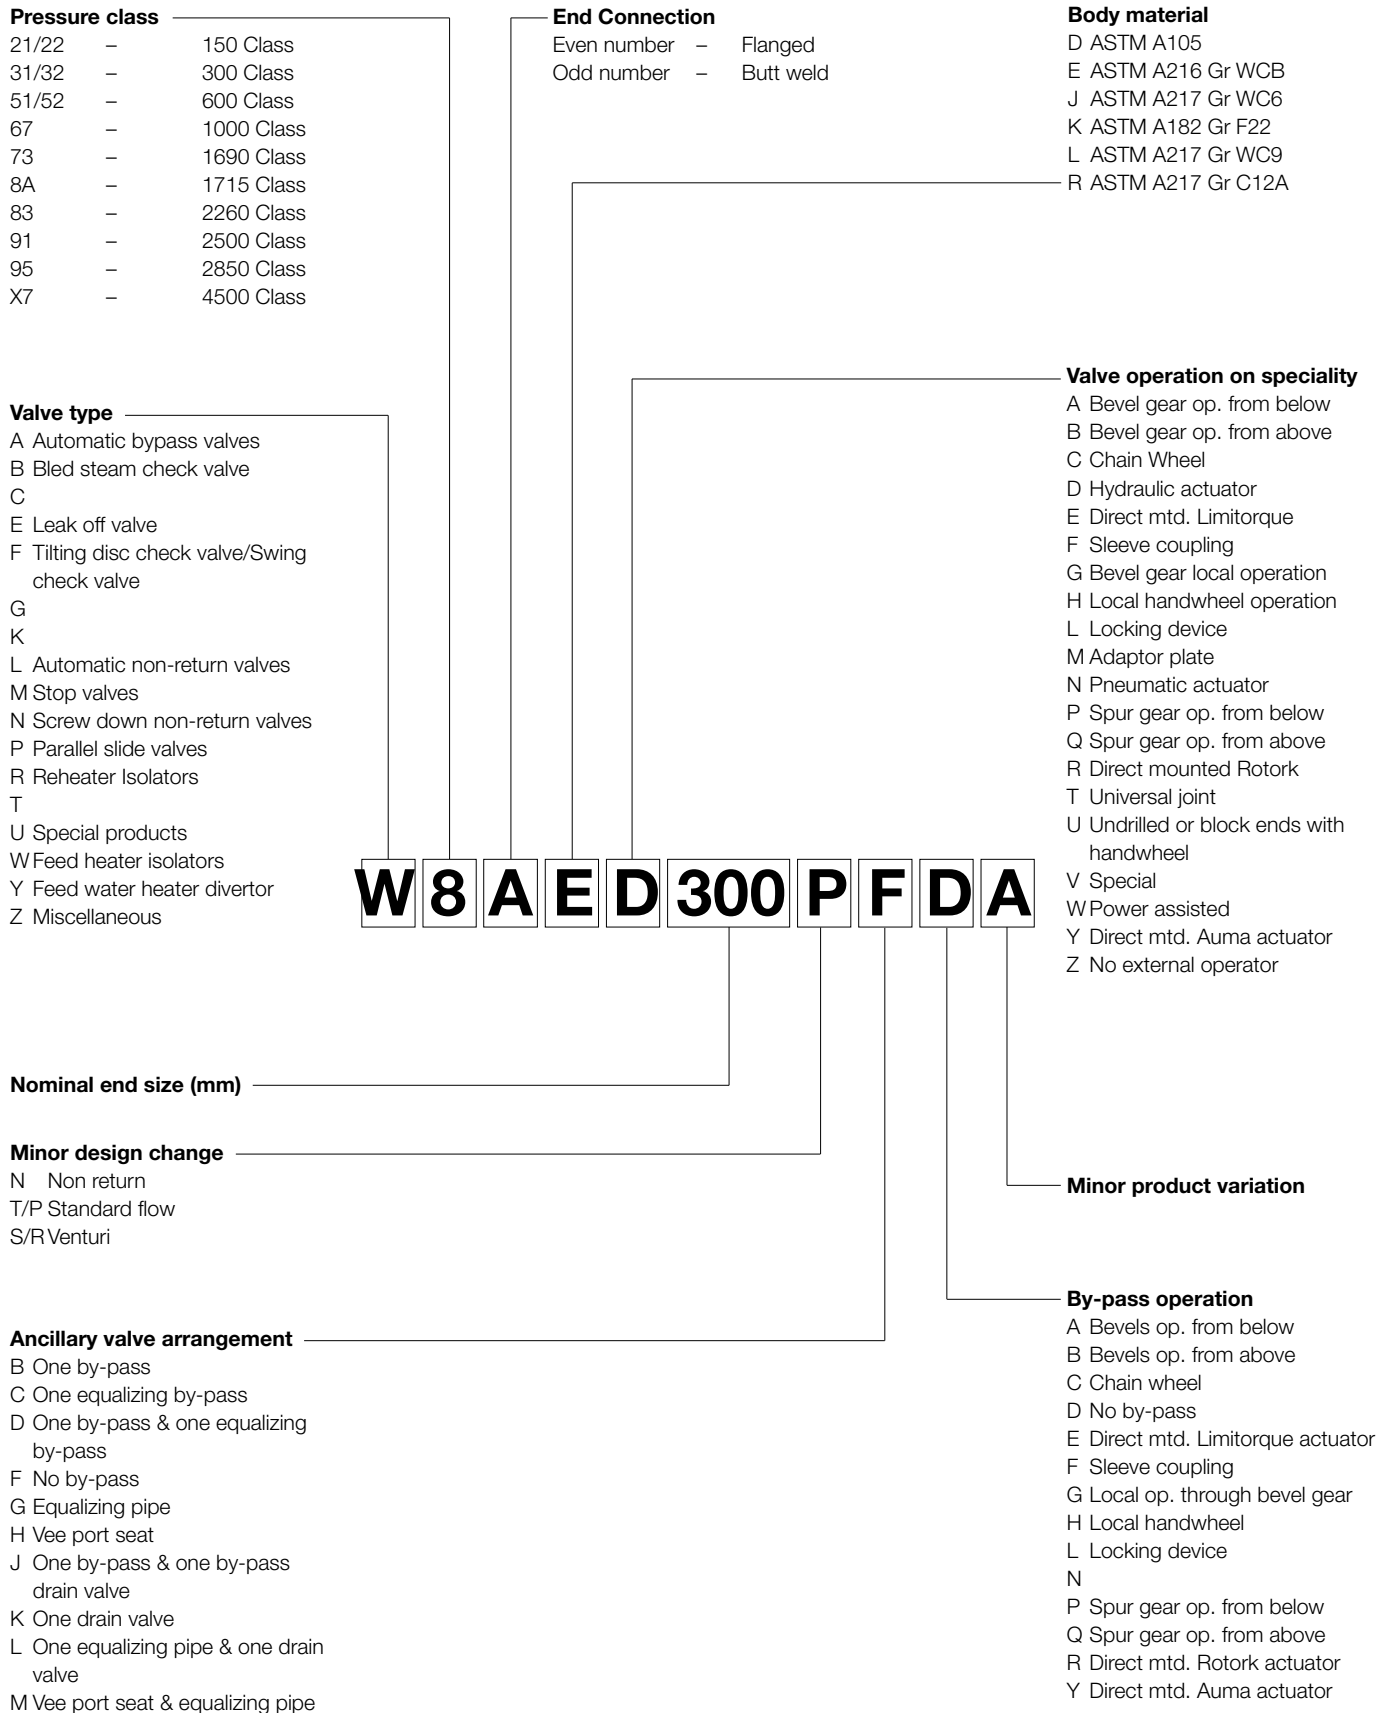 Pressure class
21/22 – 150 Class
31/32 – 300 Class
51/52 – 600 Class
67 – 1000 Class
73 – 1690 Class
8A – 1715 Class
83 – 2260 Class
91 – 2500 Class
95 – 2850 Class
X7 – 4500 Class
End Connection
Even number – Flanged
Odd number – Butt weld
Body material
D ASTM A105
E ASTM A216 Gr WCB
J ASTM A217 Gr WC6
K ASTM A182 Gr F22
L ASTM A217 Gr WC9
R ASTM A217 Gr C12A
Valve type
A Automatic bypass valves
B Bled steam check valve
C
E Leak off valve
F Tilting disc check valve/Swing
check valve
G
K
L Automatic non-return valves
M Stop valves
N Screw down non-return valves
P Parallel slide valves
R Reheater Isolators
T
U Special products
W Feed heater isolators
Y Feed water heater divertor
Z Miscellaneous
Valve operation on speciality
A Bevel gear op. from below
B Bevel gear op. from above
C Chain Wheel
D Hydraulic actuator
E Direct mtd. Limitorque
F Sleeve coupling
G Bevel gear local operation
H Local handwheel operation
L Locking device
M Adaptor plate
N Pneumatic actuator
P Spur gear op. from below
Q Spur gear op. from above
R Direct mounted Rotork
T Universal joint
U Undrilled or block ends with
handwheel
V Special
W Power assisted
Y Direct mtd. Auma actuator
Z No external operator
W 8 A E D 300 P F D A
Nominal end size (mm)
Minor design change
N Non return
T/P Standard flow
S/R Venturi
Minor product variation
Ancillary valve arrangement
B One by-pass
C One equalizing by-pass
D One by-pass & one equalizing
by-pass
F No by-pass
G Equalizing pipe
H Vee port seat
J One by-pass & one by-pass
drain valve
K One drain valve
L One equalizing pipe & one drain
valve
M Vee port seat & equalizing pipe
By-pass operation
A Bevels op. from below
B Bevels op. from above
C Chain wheel
D No by-pass
E Direct mtd. Limitorque actuator
F Sleeve coupling
G Local op. through bevel gear
H Local handwheel
L Locking device
N
P Spur gear op. from below
Q Spur gear op. from above
R Direct mtd. Rotork actuator
Y Direct mtd. Auma actuator